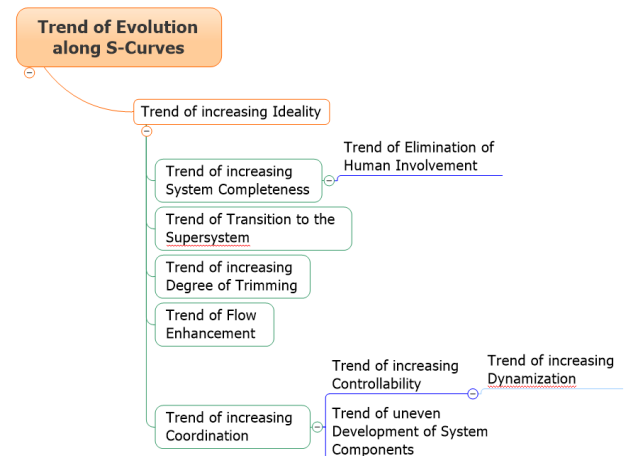 Trend of Evolution
along S-Curves
Trend of increasing Ideality
Trend of increasing
System Completeness
Trend of Elimination of
Human Involvement
Trend of Transition to the
Supersystem
Trend of increasing
Degree of Trimming
Trend of Flow
Enhancement
Trend of increasing
Coordination
Trend of increasing
Controllability
Trend of increasing
Dynamization
Trend of uneven
Development of System
Components